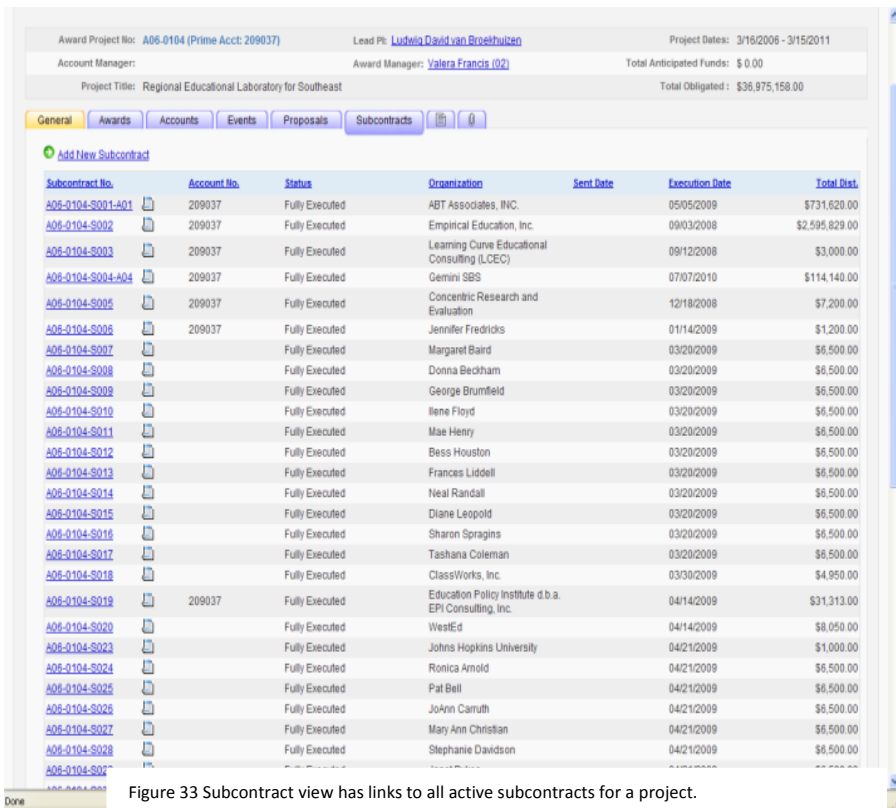 Award Project No: A06-0104 (Prime Acct: 209037) Lead PI: Ludwig David van Broekhuizen Project Dates: 3/16/2006 - 3/15/2011
Account Manager: Award Manager: Valera Francis (02) Total Anticipated Funds: $ 0.00
Project Title: Regional Educational Laboratory for Southeast Total Obligated : $36,975,158.00
General Awards Accounts Events Proposals Subcontracts
Add New Subcontract
Subcontract No. Account No. Status Organization Sent Date Execution Date Total Dist.
A06-0104-S001-A01 209037 Fully Executed ABT Associates, INC. 05/05/2009 $731,620.00
A06-0104-S002 209037 Fully Executed Empirical Education, Inc. 09/03/2008 $2,595,829.00
A06-0104-S003 209037 Fully Executed Learning Curve Educational Consulting (LCEC) 09/12/2008 $3,000.00
A06-0104-S004-A04 209037 Fully Executed Gemini SBS 07/07/2010 $114,140.00
A06-0104-S005 209037 Fully Executed Concentric Research and Evaluation 12/18/2008 $7,200.00
A06-0104-S006 209037 Fully Executed Jennifer Fredricks 01/14/2009 $1,200.00
A06-0104-S007 Fully Executed Margaret Baird 03/20/2009 $6,500.00
A06-0104-S008 Fully Executed Donna Beckham 03/20/2009 $6,500.00
A06-0104-S009 Fully Executed George Brumfield 03/20/2009 $6,500.00
A06-0104-S010 Fully Executed Ilene Floyd 03/20/2009 $6,500.00
A06-0104-S011 Fully Executed Mae Henry 03/20/2009 $6,500.00
A06-0104-S012 Fully Executed Bess Houston 03/20/2009 $6,500.00
A06-0104-S013 Fully Executed Frances Liddell 03/20/2009 $6,500.00
A06-0104-S014 Fully Executed Neal Randall 03/20/2009 $6,500.00
A06-0104-S015 Fully Executed Diane Leopold 03/20/2009 $6,500.00
A06-0104-S016 Fully Executed Sharon Spragins 03/20/2009 $6,500.00
A06-0104-S017 Fully Executed Tashana Coleman 03/20/2009 $6,500.00
A06-0104-S018 Fully Executed ClassWorks, Inc. 03/30/2009 $4,950.00
A06-0104-S019 209037 Fully Executed Education Policy Institute d.b.a. EPI Consulting, Inc. 04/14/2009 $31,313.00
A06-0104-S020 Fully Executed WestEd 04/14/2009 $8,050.00
A06-0104-S023 Fully Executed Johns Hopkins University 04/21/2009 $1,000.00
A06-0104-S024 Fully Executed Ronica Arnold 04/21/2009 $6,500.00
A06-0104-S025 Fully Executed Pat Bell 04/21/2009 $6,500.00
A06-0104-S026 Fully Executed JoAnn Carruth 04/21/2009 $6,500.00
A06-0104-S027 Fully Executed Mary Ann Christian 04/21/2009 $6,500.00
A06-0104-S028 Fully Executed Stephanie Davidson 04/21/2009 $6,500.00
Done
Figure 33 Subcontract view has links to all active subcontracts for a project.